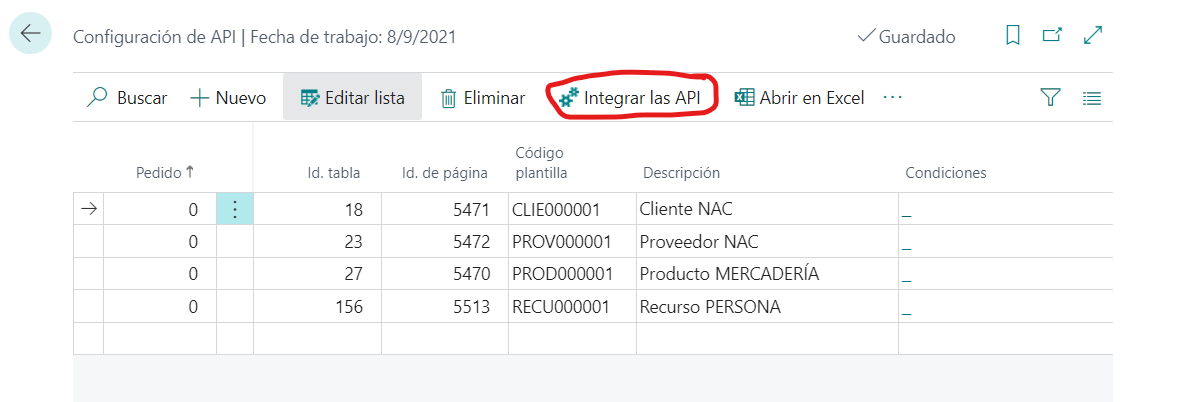 Configuración de API | Fecha de trabajo: 8/9/2021
Guardado
Buscar
Nuevo
Editar lista
Eliminar
Integrar las API
Abrir en Excel
Pedido
Id. tabla
Id. de página
Código
plantilla
Descripción
Condiciones
0 18 5471 CLIE000001 Cliente NAC _
0 23 5472 PROV000001 Proveedor NAC _
0 27 5470 PROD000001 Producto MERCADERÍA _
0 156 5513 RECU000001 Recurso PERSONA _